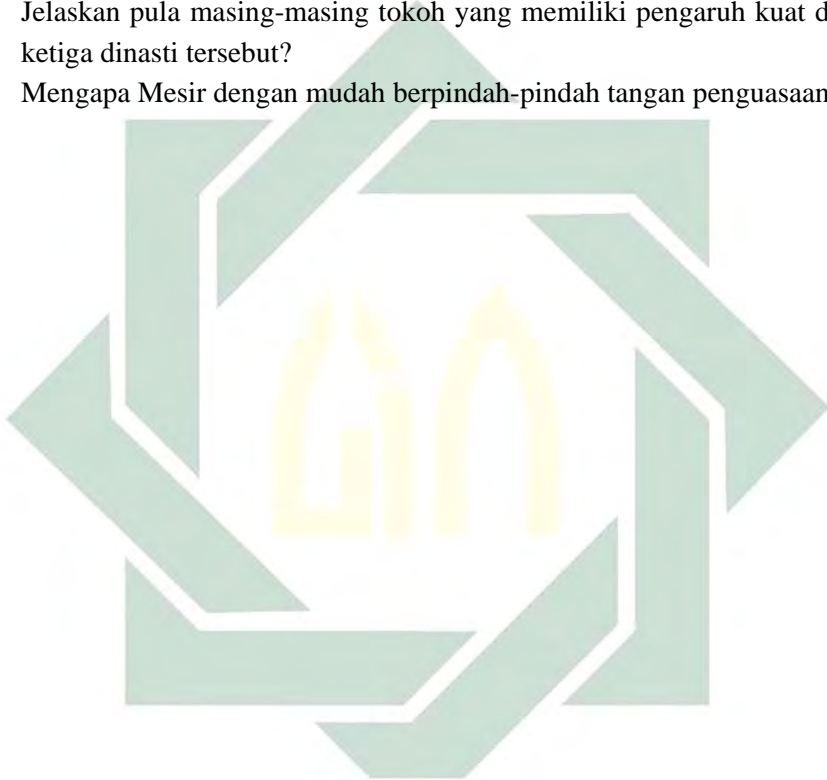 Jelaskan pula masing-masing tokoh yang memiliki pengaruh kuat
ketiga dinasti tersebut?
Mengapa Mesir dengan mudah berpindah-pindah tangan penguasaan